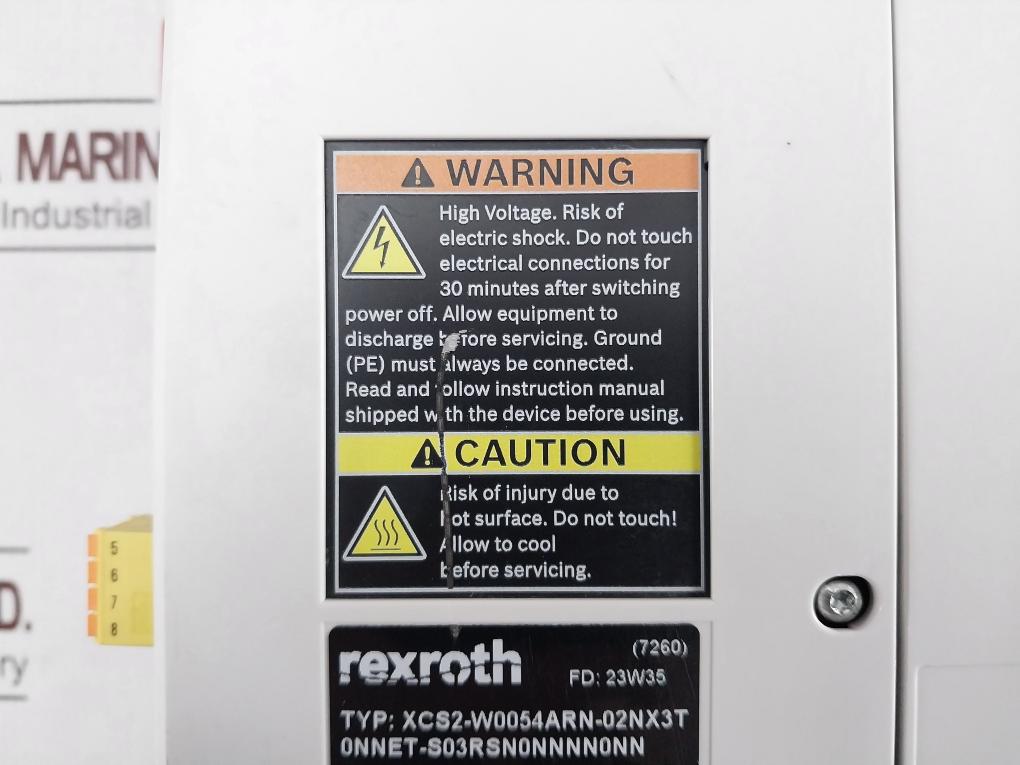 MARIN
Industrial
D.
ry
5
6
7
8
WARNING
High Voltage. Risk of
electric shock. Do not touch
electrical connections for
30 minutes after switching
power off. Allow equipment to
discharge before servicing. Ground
(PE) must always be connected.
Read and follow instruction manual
shipped with the device before using.
CAUTION
Risk of injury due to
hot surface. Do not touch!
Allow to cool
before servicing.
rexroth
(7260)
FD: 23W35
TYP: XCS2-W0054ARN-02NX3T
0NNET-S03RSN0NNNN0NN